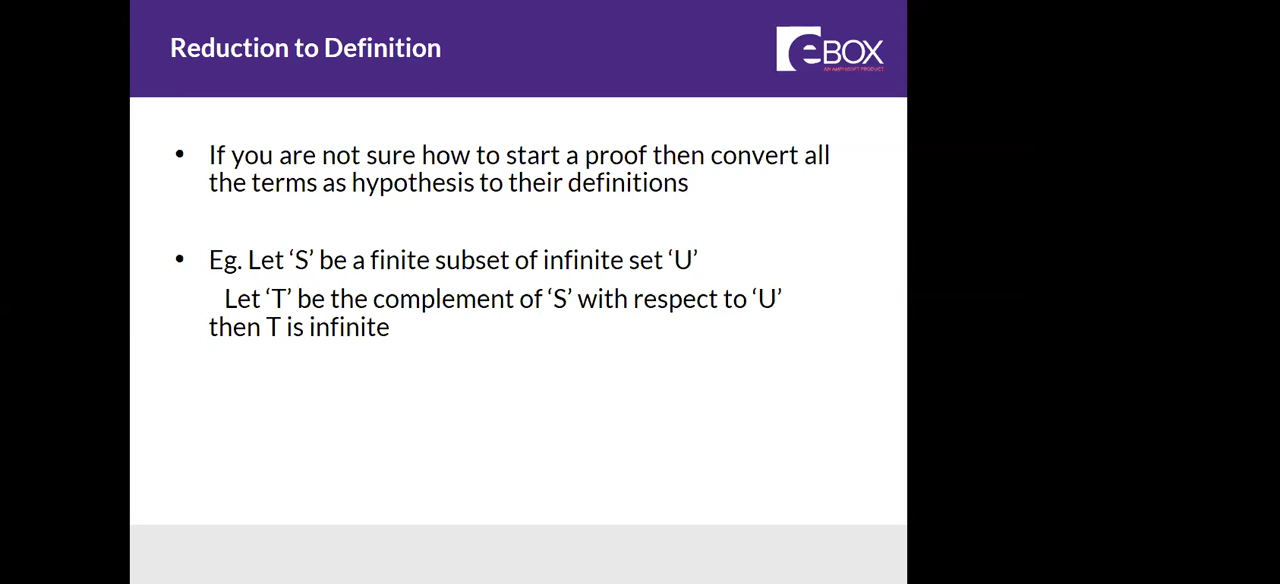 Reduction to Definition
eBOX
AN AMPHISOFT PRODUCT
• If you are not sure how to start a proof then convert all
the terms as hypothesis to their definitions
• Eg. Let ‘S’ be a finite subset of infinite set ‘U’
Let ‘T’ be the complement of ‘S’ with respect to ‘U’
then T is infinite